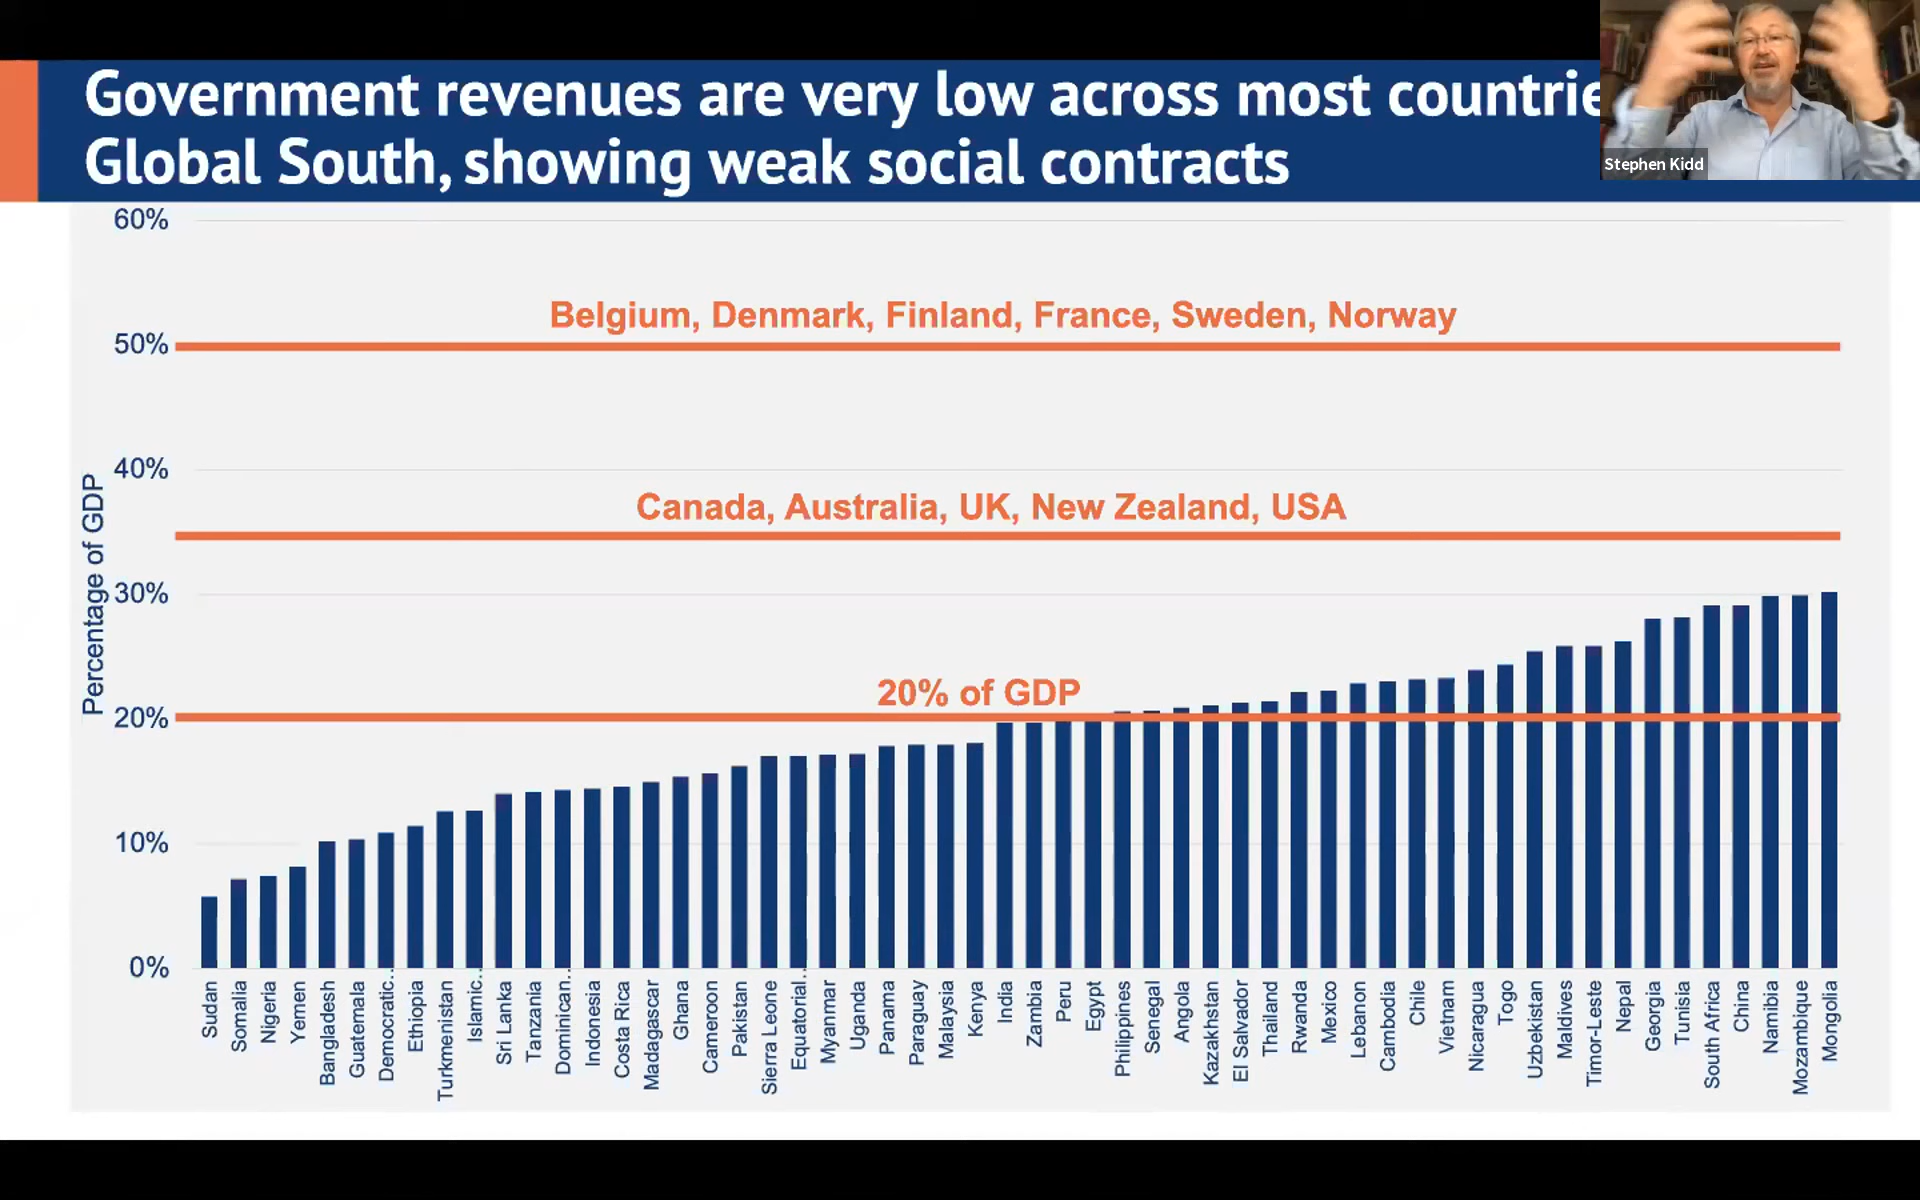 Government revenues are very low across most countrie
Global South, showing weak social contracts
Stephen Kidd
60%
Belgium, Denmark, Finland, France, Sweden, Norway
50%
40%
Canada, Australia, UK, New Zealand, USA
30%
20% of GDP
20%
10%
0%
Percentage of GDP
Sudan
Somalia
Nigeria
Yemen
Bangladesh
Guatemala
Democratic…
Ethiopia
Turkmenistan
Islamic…
Sri Lanka
Tanzania
Dominican…
Indonesia
Costa Rica
Madagascar
Ghana
Cameroon
Pakistan
Sierra Leone
Equatorial…
Myanmar
Uganda
Panama
Paraguay
Malaysia
Kenya
India
Zambia
Peru
Egypt
Philippines
Senegal
Angola
Kazakhstan
El Salvador
Thailand
Rwanda
Mexico
Lebanon
Cambodia
Chile
Vietnam
Nicaragua
Togo
Uzbekistan
Maldives
Timor-Leste
Nepal
Georgia
Tunisia
South Africa
China
Namibia
Mozambique
Mongolia